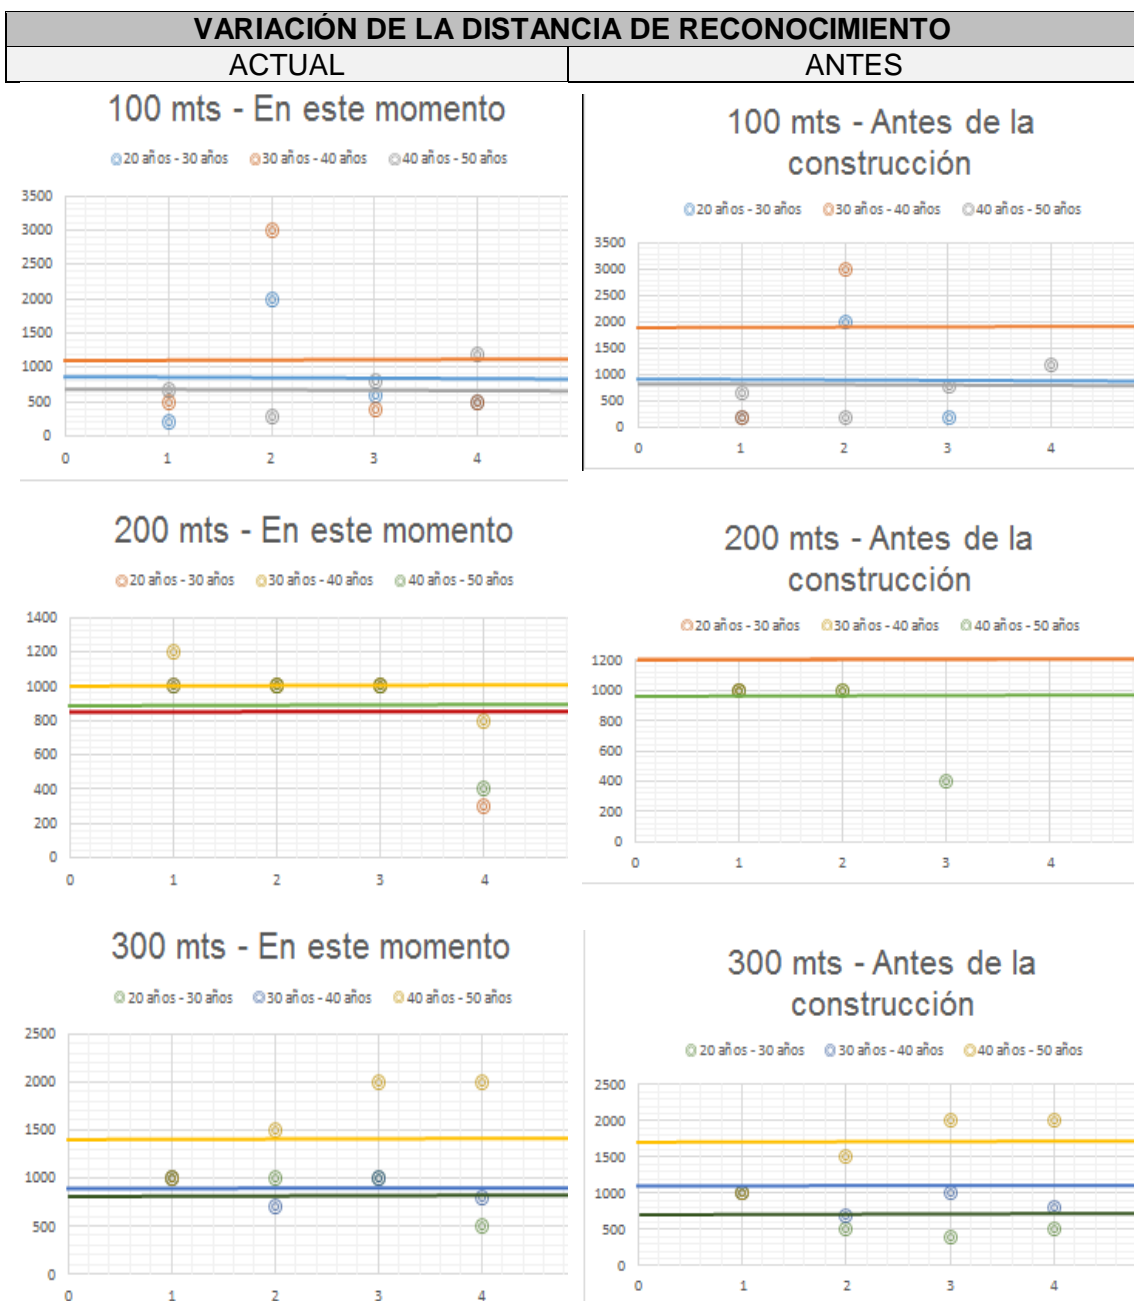 VARIACIÓN DE LA DISTANCIA DE RECONOCIMIENTO
ACTUAL
ANTES
100 mts - En este momento
20 años - 30 años 30 años - 40 años 40 años - 50 años
3500
3000
2500
2000
1500
1000
500
0
0 1 2 3 4
100 mts - Antes de la
construcción
20 años - 30 años 30 años - 40 años 40 años - 50 años
3500
3000
2500
2000
1500
1000
500
0
0 1 2 3 4
200 mts - En este momento
20 años - 30 años 30 años - 40 años 40 años - 50 años
1400
1200
1000
800
600
400
200
0
0 1 2 3 4
200 mts - Antes de la
construcción
20 años - 30 años 30 años - 40 años 40 años - 50 años
1200
1000
800
600
400
200
0
0 1 2 3 4
300 mts - En este momento
20 años - 30 años 30 años - 40 años 40 años - 50 años
2500
2000
1500
1000
500
0
0 1 2 3 4
300 mts - Antes de la
construcción
20 años - 30 años 30 años - 40 años 40 años - 50 años
2500
2000
1500
1000
500
0
0 1 2 3 4